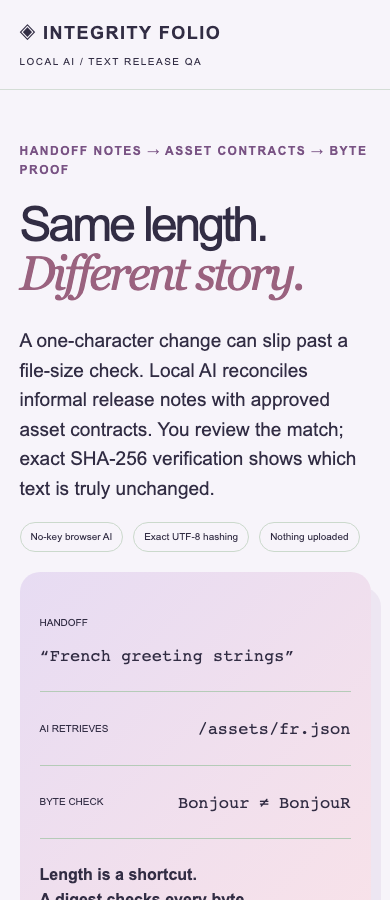 ◈ INTEGRITY FOLIO
LOCAL AI / TEXT RELEASE QA
HANDOFF NOTES → ASSET CONTRACTS → BYTE
PROOF
Same length.
Different story.
A one-character change can slip past a
file-size check. Local AI reconciles
informal release notes with approved
asset contracts. You review the match;
exact SHA-256 verification shows which
text is truly unchanged.
No-key browser AI
Exact UTF-8 hashing
Nothing uploaded
HANDOFF
“French greeting strings”
AI RETRIEVES
/assets/fr.json
BYTE CHECK
Bonjour ≠ BonjouR
Length is a shortcut.
A digest checks every byte.